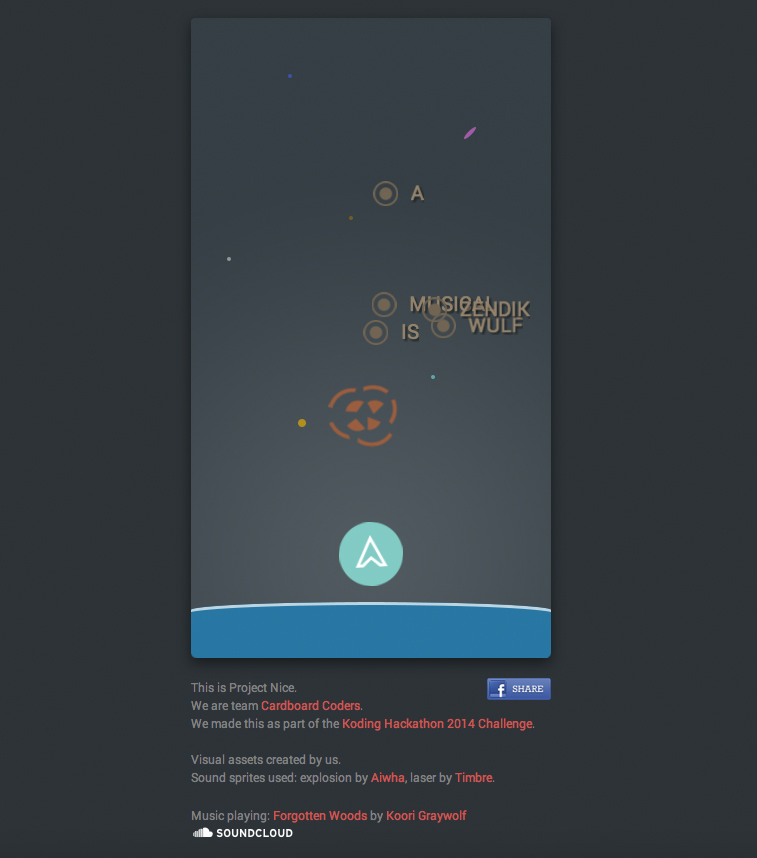 A
MUSICAL
ZENDIK
IS
WULF
This is Project Nice.
SHARE
We are team Cardboard Coders.
We made this as part of the Koding Hackathon 2014 Challenge.
Visual assets created by us.
Sound sprites used: explosion by Aiwha, laser by Timbre.
Music playing: Forgotten Woods by Koori Graywolf
SOUNDCLOUD